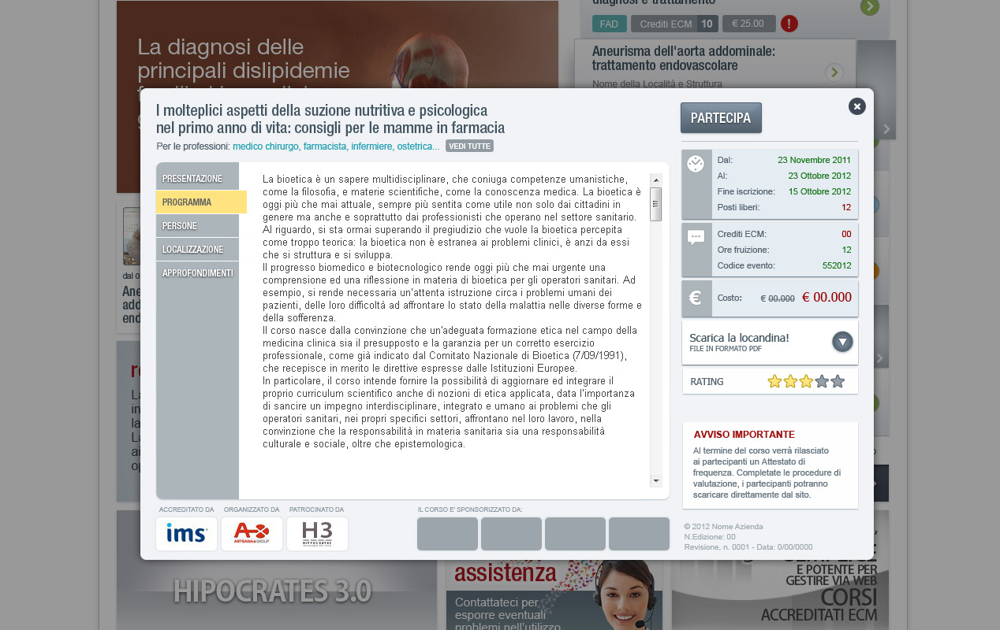 diagnosi e trattamento
FAD
Crediti ECM 10
€ 25.00
!
La diagnosi delle
principali dislipidemie
Aneurisma dell'aorta addominale:
trattamento endovascolare
Nome della Località e Struttura
I molteplici aspetti della suzione nutritiva e psicologica
nel primo anno di vita: consigli per le mamme in farmacia
Per le professioni: medico chirurgo, farmacista, infermiere, ostetrica...
VEDI TUTTE
PRESENTAZIONE
PROGRAMMA
PERSONE
LOCALIZZAZIONE
APPROFONDIMENTI
La bioetica è un sapere multidisciplinare, che coniuga competenze umanistiche,
come la filosofia, e materie scientifiche, come la conoscenza medica. La bioetica è
oggi più che mai attuale, sempre più sentita come utile non solo dai cittadini in
genere ma anche e soprattutto dai professionisti che operano nel settore sanitario.
Al riguardo, si sta ormai superando il pregiudizio che vuole la bioetica percepita
come troppo teorica: la bioetica non è estranea ai problemi clinici, è anzi da essi
che si struttura e si sviluppa.
Il progresso biomedico e biotecnologico rende oggi più che mai urgente una
comprensione ed una riflessione in materia di bioetica per gli operatori sanitari. Ad
esempio, si rende necessaria un'attenta istruzione circa i problemi umani dei
pazienti, delle loro difficoltà ad affrontare lo stato della malattia nelle diverse forme e
della sofferenza.
Il corso nasce dalla convinzione che un'adeguata formazione etica nel campo della
medicina clinica sia il presupposto e la garanzia per un corretto esercizio
professionale, come già indicato dal Comitato Nazionale di Bioetica (7/09/1991),
che recepisce in merito le direttive espresse dalle Istituzioni Europee.
In particolare, il corso intende fornire la possibilità di aggiornare ed integrare il
proprio curriculum scientifico anche di nozioni di etica applicata, data l'importanza
di sancire un impegno interdisciplinare, integrato e umano ai problemi che gli
operatori sanitari, nei propri specifici settori, affrontano nel loro lavoro, nella
convinzione che la responsabilità in materia sanitaria sia una responsabilità
culturale e sociale, oltre che epistemologica.
PARTECIPA
Dal: 23 Novembre 2011
Al: 23 Ottobre 2012
Fine iscrizione: 15 Ottobre 2012
Posti liberi: 12
Crediti ECM: 00
Ore fruizione: 12
Codice evento: 552012
€
Costo: € 00.000 € 00.000
Scarica la locandina!
FILE IN FORMATO PDF
RATING
AVVISO IMPORTANTE
Al termine del corso verrà rilasciato
ai partecipanti un Attestato di
frequenza. Completate le procedure di
valutazione, i partecipanti potranno
scaricare direttamente dal sito.
ACCREDITATO DA
ORGANIZZATO DA
PATROCINATO DA
IL CORSO E' SPONSORIZZATO DA:
ims
ARTSANA GROUP
H3
HIPPOCRATES
© 2012 Nome Azienda
N.Edizione: 00
Revisione, n. 0001 - Data: 0/00/0000
HIPOCRATES 3.0
assistenza
Contattateci per
esporre eventuali
problemi nell'utilizzo
E POTENTE PER
GESTIRE VIA WEB
CORSI
ACCREDITATI ECM